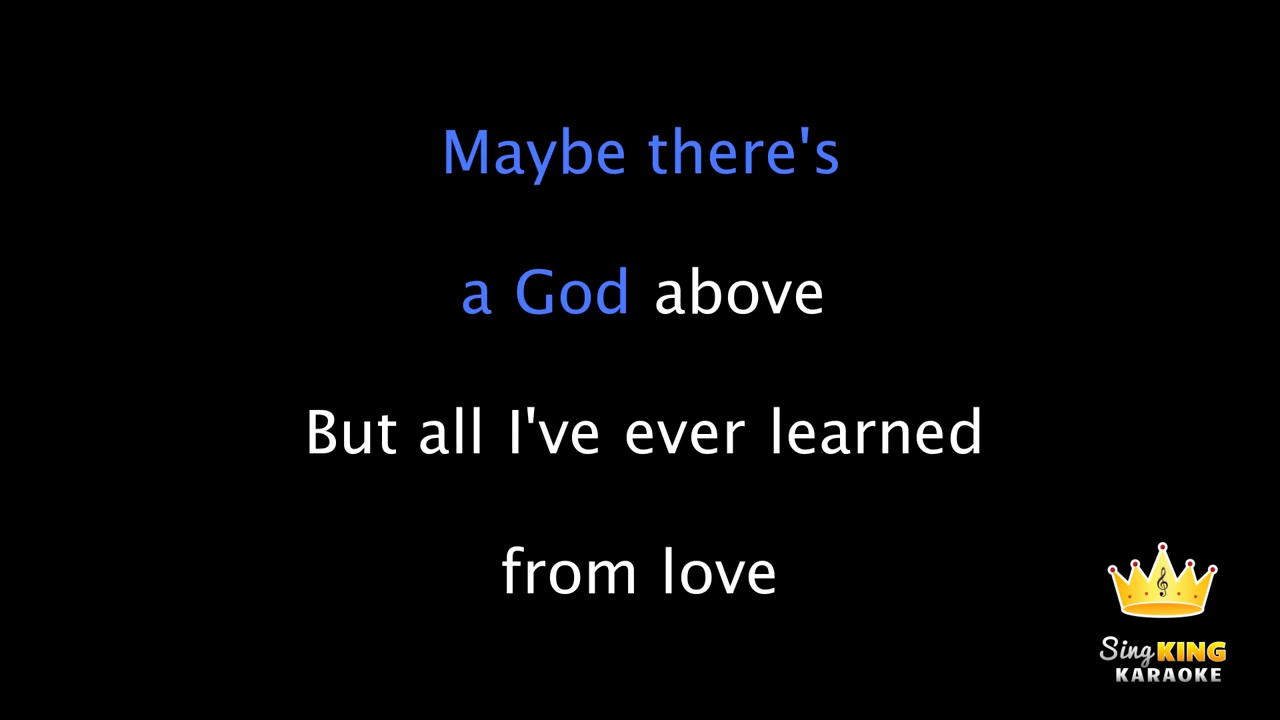 Maybe there's
a God above
But all I've ever learned
from love
Sing KING
KARAOKE